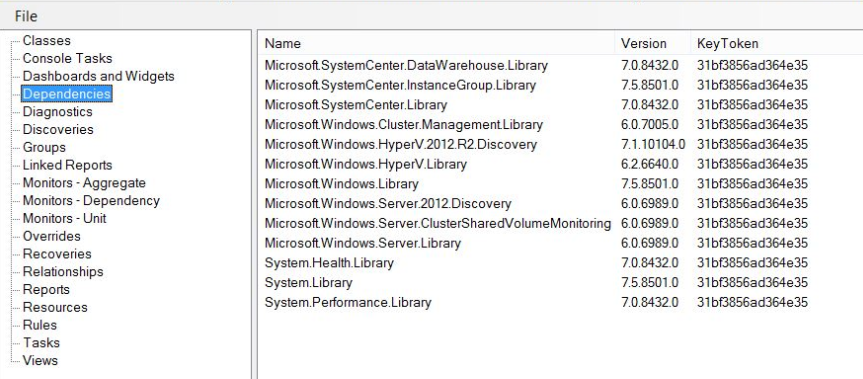 File
Classes
Console Tasks
Dashboards and Widgets
Dependencies
Diagnostics
Discoveries
Groups
Linked Reports
Monitors - Aggregate
Monitors - Dependency
Monitors - Unit
Overrides
Recoveries
Relationships
Reports
Resources
Rules
Tasks
Views
Name Version KeyToken
Microsoft.SystemCenter.DataWarehouse.Library 7.0.8432.0 31bf3856ad364e35
Microsoft.SystemCenter.InstanceGroup.Library 7.5.8501.0 31bf3856ad364e35
Microsoft.SystemCenter.Library 7.0.8432.0 31bf3856ad364e35
Microsoft.Windows.Cluster.Management.Library 6.0.7005.0 31bf3856ad364e35
Microsoft.Windows.HyperV.2012.R2.Discovery 7.1.10104.0 31bf3856ad364e35
Microsoft.Windows.HyperV.Library 6.2.6640.0 31bf3856ad364e35
Microsoft.Windows.Library 7.5.8501.0 31bf3856ad364e35
Microsoft.Windows.Server.2012.Discovery 6.0.6989.0 31bf3856ad364e35
Microsoft.Windows.Server.ClusterSharedVolumeMonitoring 6.0.6989.0 31bf3856ad364e35
Microsoft.Windows.Server.Library 6.0.6989.0 31bf3856ad364e35
System.Health.Library 7.0.8432.0 31bf3856ad364e35
System.Library 7.5.8501.0 31bf3856ad364e35
System.Performance.Library 7.0.8432.0 31bf3856ad364e35